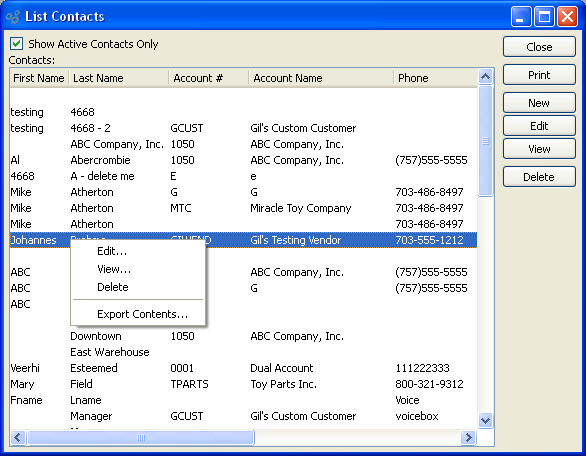 List Contacts
Show Active Contacts Only
Contacts:
First Name Last Name Account # Account Name Phone
testing 4668
testing 4668 - 2 GCUST Gil's Custom Customer
ABC Company, Inc. 1050 ABC Company, Inc.
Al Abercrombie 1050 ABC Company, Inc. (757)555-5555
4668 A - delete me E e
Mike Atherton G G 703-486-8497
Mike Atherton MTC Miracle Toy Company 703-486-8497
Mike Atherton 703-486-8497
Johannes Gil's Testing Vendor 703-555-1212
ABC ABC Company, Inc. (757)555-5555
ABC G (757)555-5555
ABC
Downtown 1050 ABC Company, Inc.
East Warehouse
Veerhi Esteemed 0001 Dual Account 111222333
Mary Field TPARTS Toy Parts Inc. 800-321-9312
Fname Lname Voice
Manager GCUST Gil's Custom Customer voicebox
Edit...
View...
Delete
Export Contents...
Close
Print
New
Edit
View
Delete